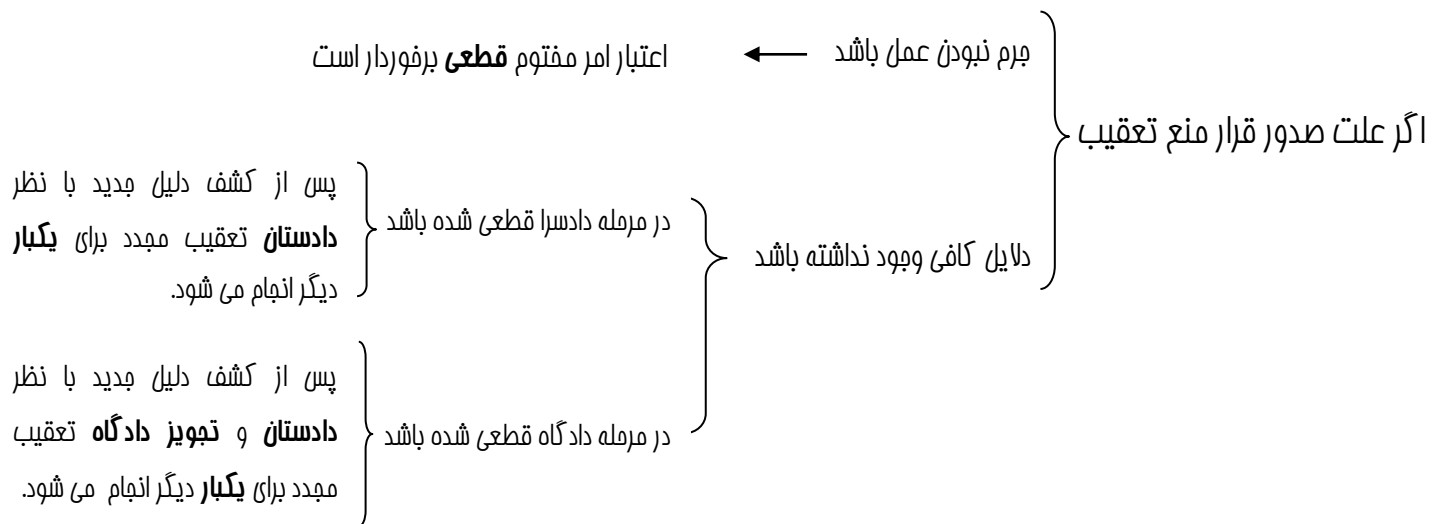 اگر علت صدور قرار منع تعقیب
جرم نبودن عمل باشد
اعتبار امر مختوم قطعی برخوردار است
دلایل کافی وجود نداشته باشد
در مرحله دادسرا قطعی شده باشد
پس از کشف دلیل جدید با نظر
دادستان تعقیب مجدد برای یکبار
دیگر انجام می شود.
در مرحله دادگاه قطعی شده باشد
پس از کشف دلیل جدید با نظر
دادستان و تجویز دادگاه تعقیب
مجدد برای یکبار دیگر انجام می شود.